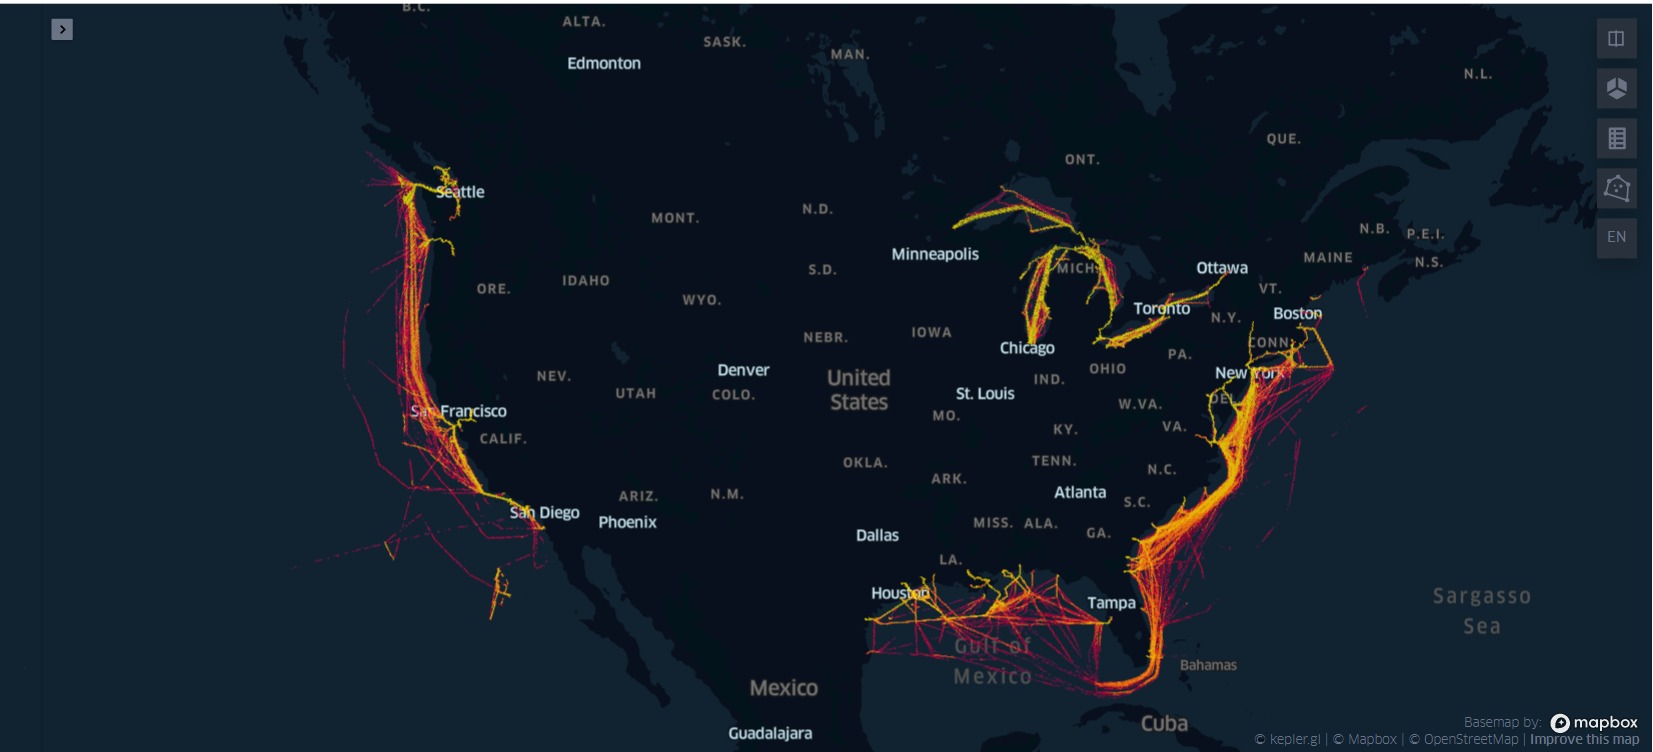 B.C.
ALTA.
SASK.
MAN.
Edmonton
N.L.
QUE.
ONT.
Seattle
MONT.
N.D.
N.B.
P.E.I.
Minneapolis
MAINE
N.S.
MICH.
Ottawa
S.D.
IDAHO
ORE.
WYO.
VT.
Toronto
Boston
N.Y.
NEBR.
IOWA
Chicago
CONN.
PA.
OHIO
Denver
New York
NEV.
United
States
IND.
UTAH
COLO.
St. Louis
DEL.
W.VA.
San Francisco
MO.
KY.
VA.
CALIF.
OKLA.
TENN.
N.C.
ARK.
ARIZ.
N.M.
Atlanta
S.C.
San Diego
Phoenix
MISS.
ALA.
GA.
Dallas
LA.
Houston
Tampa
Sargasso
Sea
Gulf of
Mexico
Bahamas
Mexico
Cuba
Guadalajara
EN
Basemap by: mapbox
© kepler.gl | © Mapbox | © OpenStreetMap | Improve this map